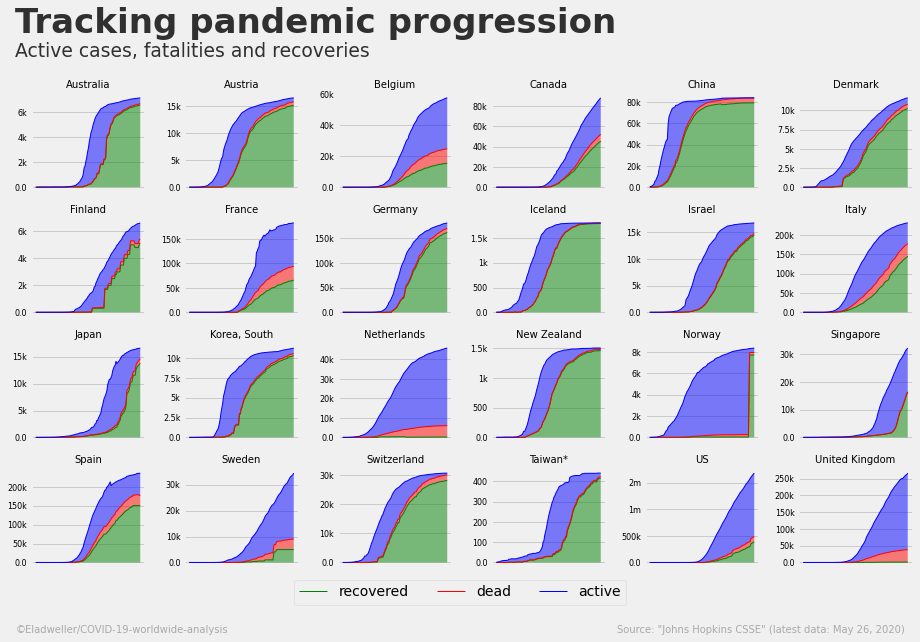 Tracking pandemic progression
Active cases, fatalities and recoveries
Australia Austria Belgium Canada China Denmark
6k 4k 2k 0.0
15k 10k 5k 0.0
60k 40k 20k 0.0
80k 60k 40k 20k 0.0
80k 60k 40k 20k 0.0
10k 7.5k 5k 2.5k 0.0
Finland France Germany Iceland Israel Italy
6k 4k 2k 0.0
150k 100k 50k 0.0
150k 100k 50k 0.0
1.5k 1k 500 0.0
15k 10k 5k 0.0
200k 150k 100k 50k 0.0
Japan Korea, South Netherlands New Zealand Norway Singapore
15k 10k 5k 0.0
10k 7.5k 5k 2.5k 0.0
40k 30k 20k 10k 0.0
1.5k 1k 500 0.0
8k 6k 4k 2k 0.0
30k 20k 10k 0.0
Spain Sweden Switzerland Taiwan* US United Kingdom
200k 150k 100k 50k 0.0
30k 20k 10k 0.0
30k 20k 10k 0.0
400 300 200 100 0.0
2m 1m 500k 0.0
250k 200k 150k 100k 50k 0.0
recovered dead active
©Eladweller/COVID-19-worldwide-analysis
Source: "Johns Hopkins CSSE" (latest data: May 26, 2020)